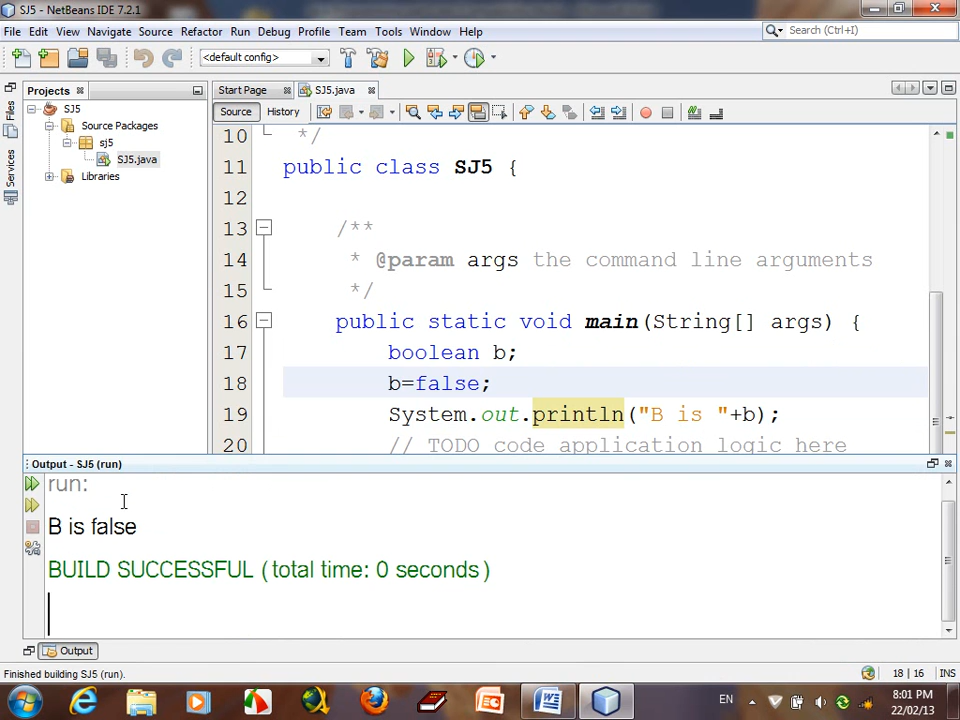 SJ5 - NetBeans IDE 7.2.1
File Edit View Navigate Source Refactor Run Debug Profile Team Tools Window Help
Search (Ctrl+I)
<default config>
Projects
Start Page
SJ5.java
Files
Services
SJ5
Source Packages
sj5
SJ5.java
Libraries
Source
History
10 */
11 public class SJ5 {
12
13 /**
14 * @param args the command line arguments
15 */
16 public static void main(String[] args) {
17 boolean b;
18 b=false;
19 System.out.println("B is "+b);
20 // TODO code application logic here
Output - SJ5 (run)
run:
B is false
BUILD SUCCESSFUL (total time: 0 seconds)
Output
Finished building SJ5 (run).
18 | 16 INS
EN
8:01 PM
22/02/13